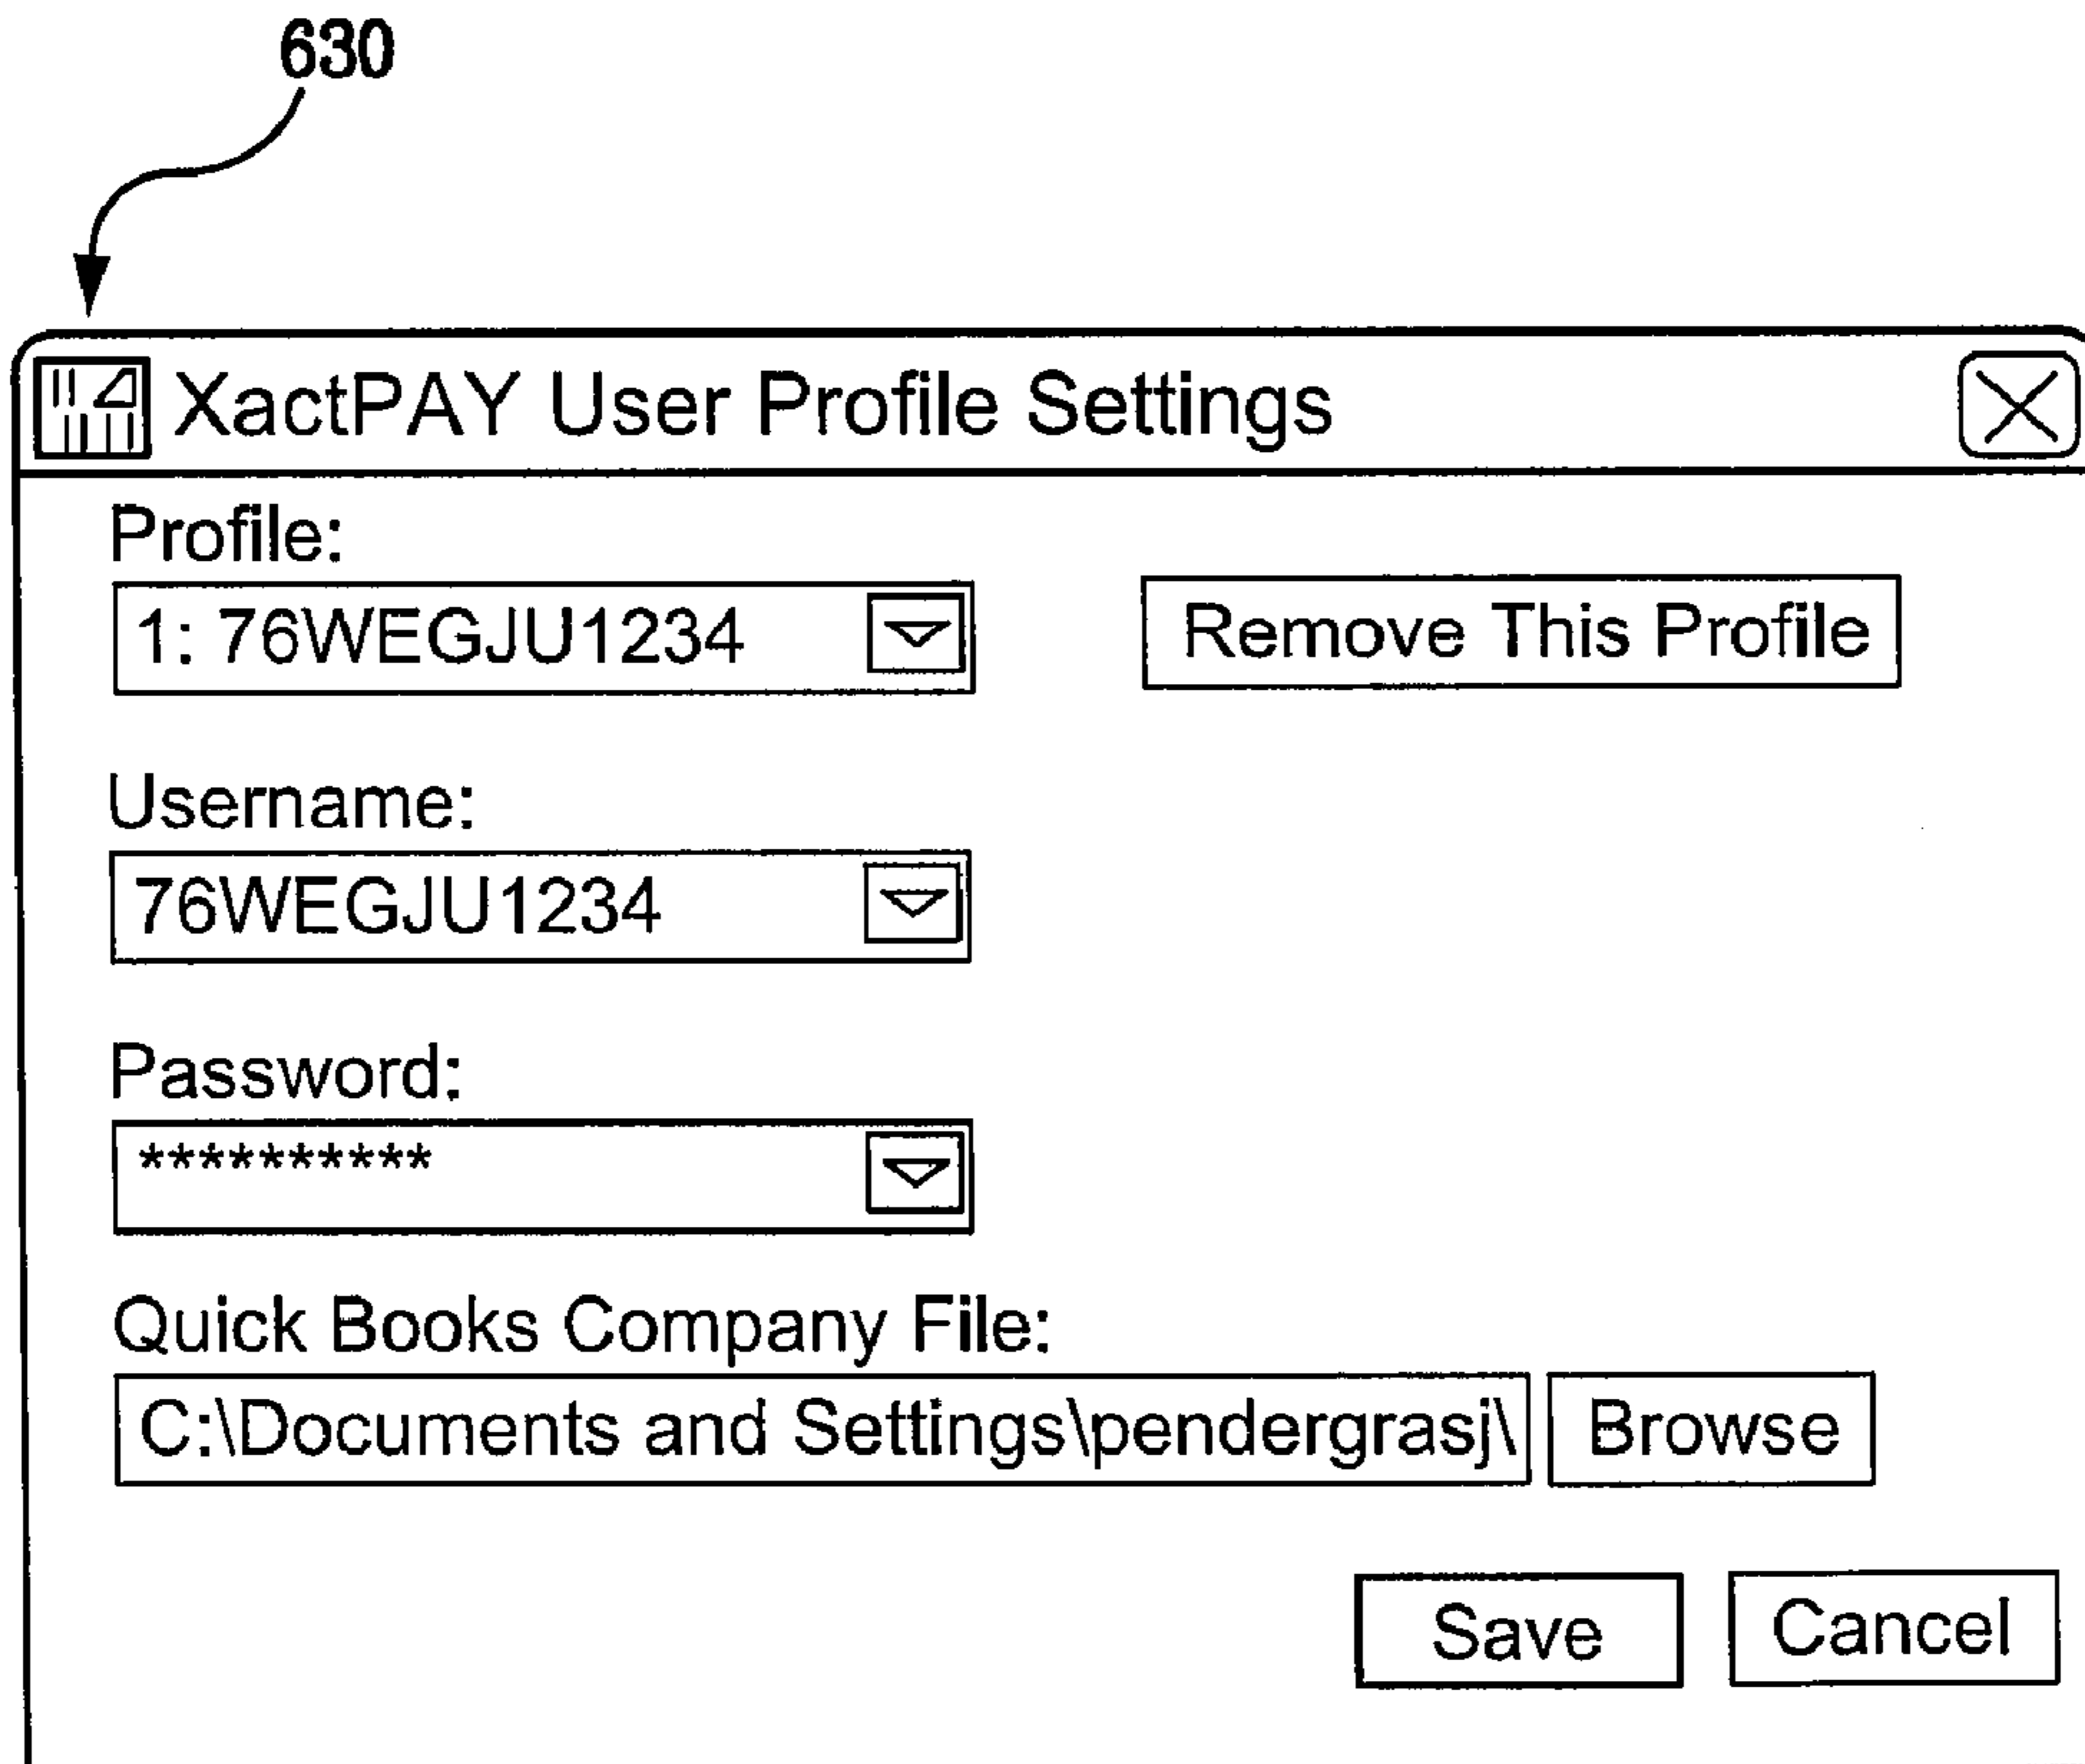 630
XactPAY User Profile Settings
Profile:
1: 76WEGJU1234
Remove This Profile
Username:
76WEGJU1234
Password:
**********
Quick Books Company File:
C:\Documents and Settings\pendergrasj\
Browse
Save
Cancel